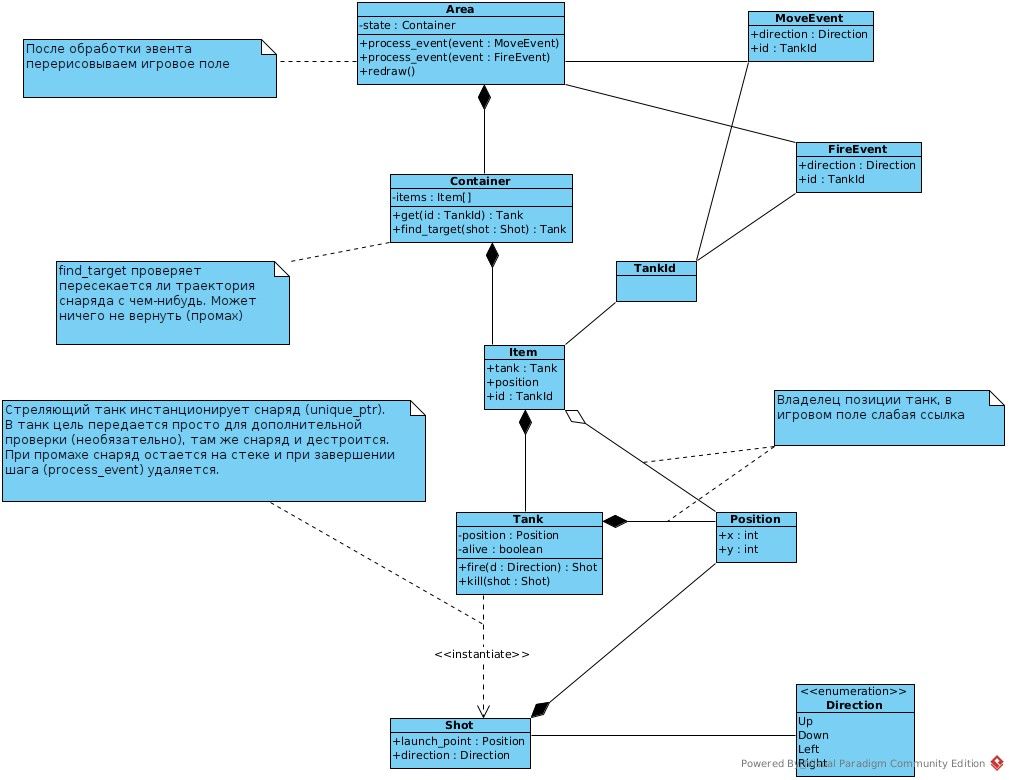 Area
-state : Container
+process_event(event : MoveEvent)
+process_event(event : FireEvent)
+redraw()
MoveEvent
+direction : Direction
+id : TankId
После обработки эвента
перерисовываем игровое поле
FireEvent
+direction : Direction
+id : TankId
Container
-items : Item[]
+get(id : TankId) : Tank
+find_target(shot : Shot) : Tank
find_target проверяет
пересекается ли траектория
снаряда с чем-нибудь. Может
ничего не вернуть (промах)
TankId
Item
+tank : Tank
+position
+id : TankId
Стреляющий танк инстанционирует снаряд (unique_ptr).
В танк цель передается просто для дополнительной
проверки (необязательно), там же снаряд и дестроится.
При промахе снаряд остается на стеке и при завершении
шага (process_event) удаляется.
Владелец позиции танк, в
игровом поле слабая ссылка
Tank
-position : Position
-alive : boolean
+fire(d : Direction) : Shot
+kill(shot : Shot)
Position
+x : int
+y : int
<<instantiate>>
Shot
+launch_point : Position
+direction : Direction
<<enumeration>>
Direction
Up
Down
Left
Right
Powered By Visual Paradigm Community Edition